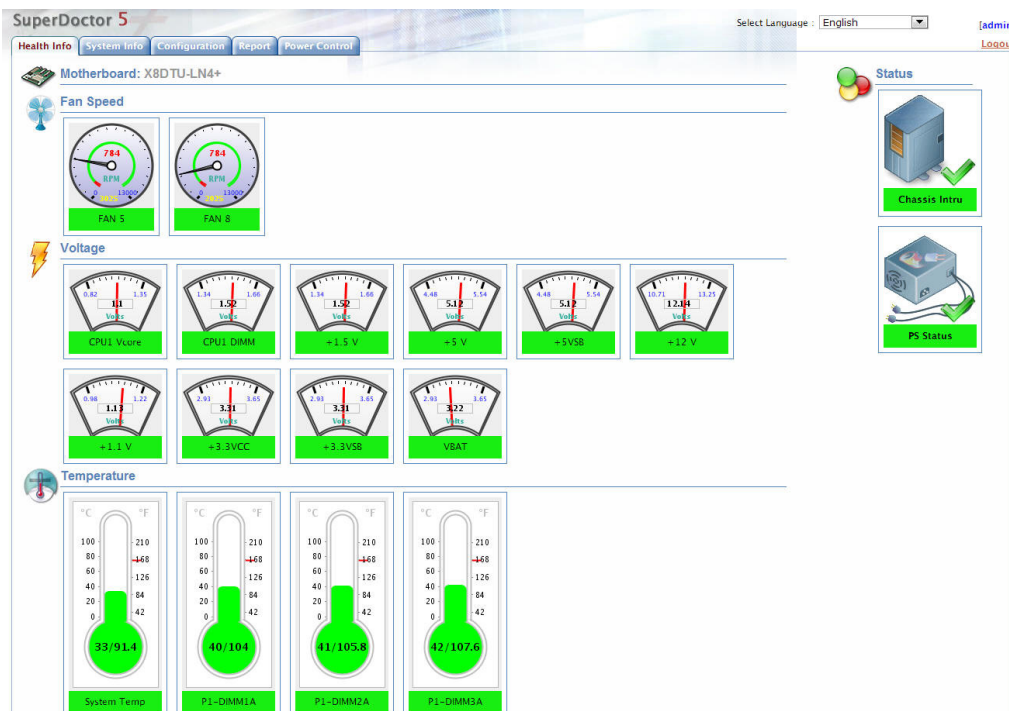 SuperDoctor 5
Select Language : English
[admin
Logou
Health Info System Info Configuration Report Power Control
Motherboard: X8DTU-LN4+
Status
Fan Speed
784 784
RPM RPM
0 13000 0 13000
3025 2025
FAN 5 FAN 8
Chassis Intru
Voltage
0.82 1.35 1.34 1.66 1.34 1.66 4.48 5.54 4.48 5.54 10.71 13.25
1.1 1.52 1.52 5.12 5.12 12.14
Volts Volts Volts Volts Volts Volts
CPU1 Vcore CPU1 DIMM +1.5 V +5 V +5VSB +12 V
PS Status
0.98 1.22 2.93 3.65 2.93 3.65 2.93 3.65
1.13 3.31 3.31 3.22
Volts Volts Volts Volts
+1.1 V +3.3VCC +3.3VSB VBAT
Temperature
°C °F °C °F °C °F °C °F
100 210 100 210 100 210 100 210
80 168 80 168 80 168 80 168
60 126 60 126 60 126 60 126
40 84 40 84 40 84 40 84
20 42 20 42 20 42 20 42
0 0 0 0
33/91.4 40/104 41/105.8 42/107.6
System Temp P1-DIMM1A P1-DIMM2A P1-DIMM3A